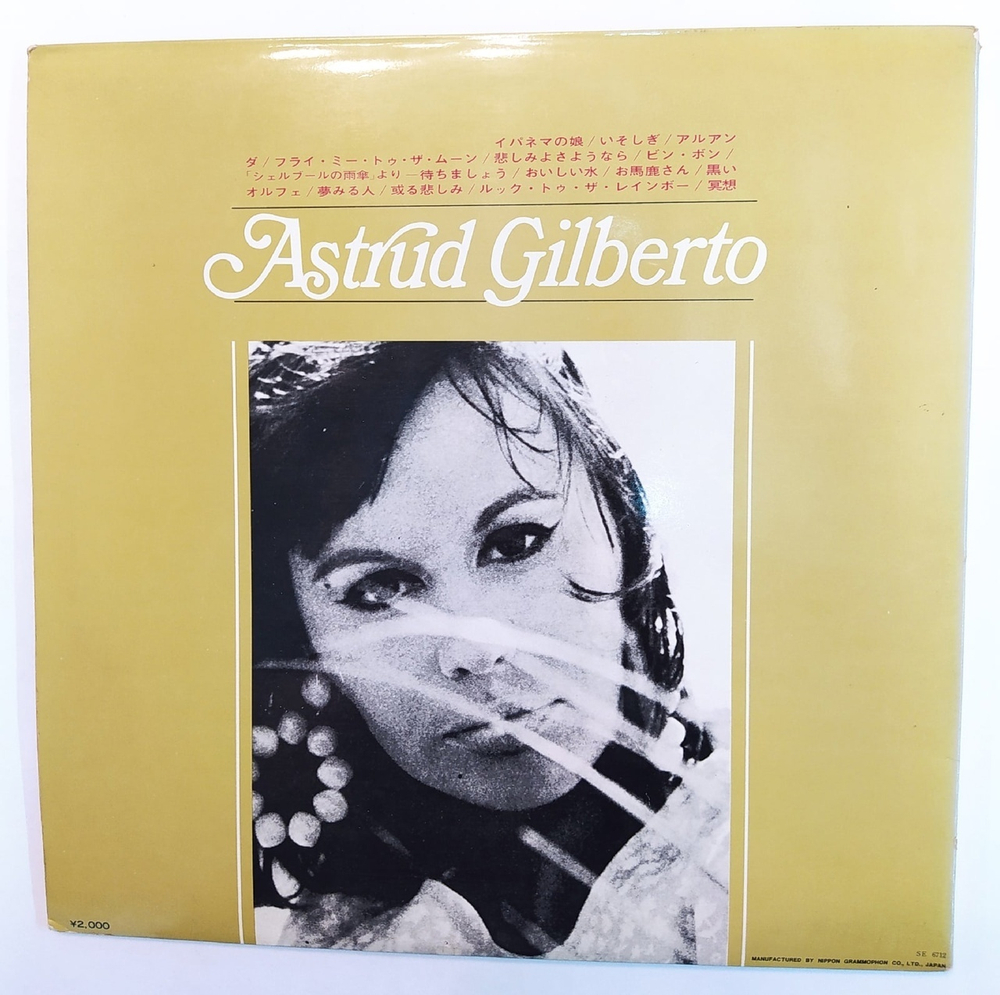 イパネマの娘／いそしぎ／アルアン
ダ／フライ・ミー・トゥ・ザ・ムーン／悲しみよさようなら／ビン・ボン／
「シェルブールの雨傘」より—待ちましょう／おいしい水／お馬鹿さん／黒い
オルフェ／夢みる人／或る悲しみ／ルック・トゥ・ザ・レインボー／冥想
Astrud Gilberto
¥2,000
SE 6712
MANUFACTURED BY NIPPON GRAMMOPHON CO., LTD., JAPAN